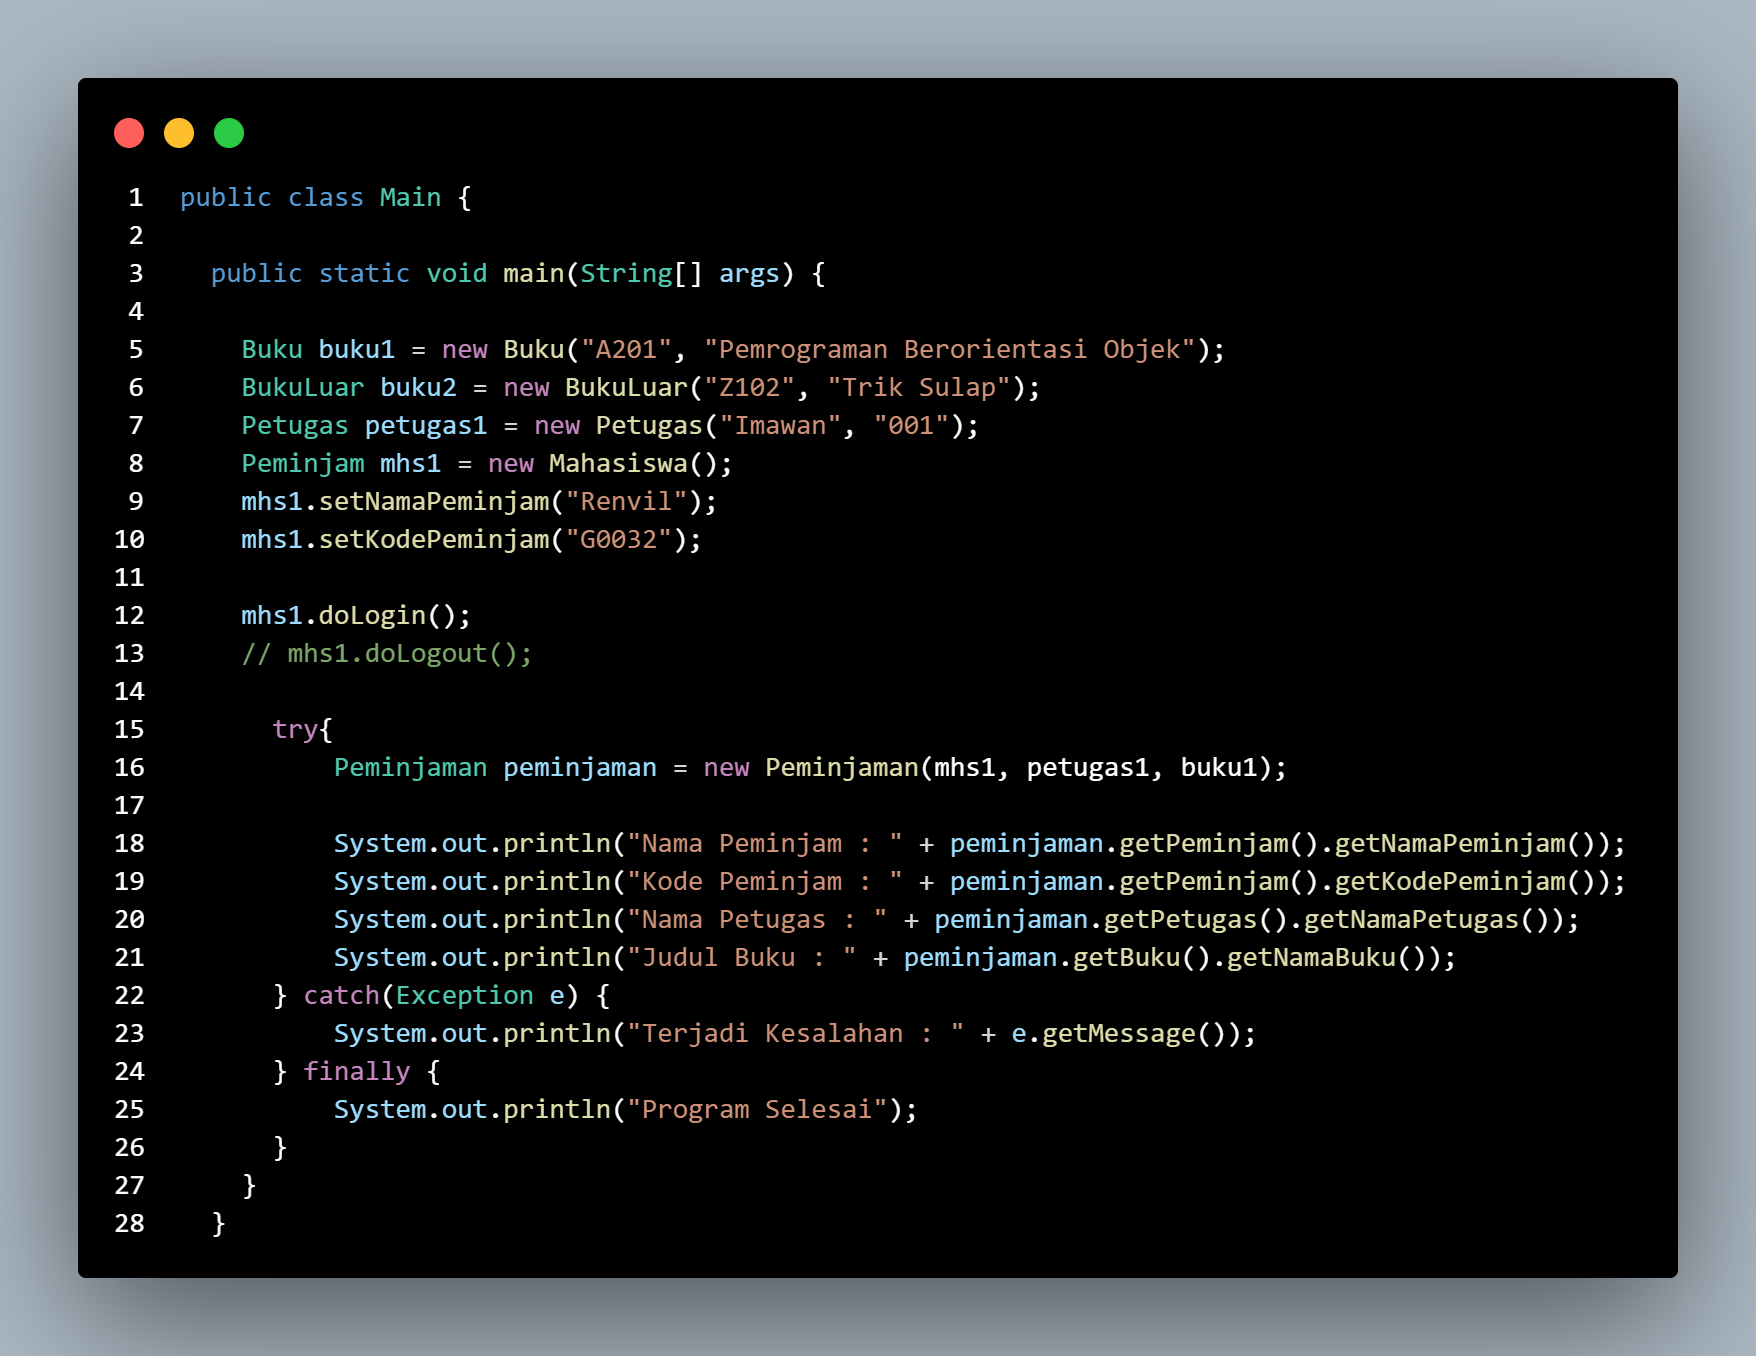 1 public class Main {
2
3   public static void main(String[] args) {
4
5     Buku buku1 = new Buku("A201", "Pemrograman Berorientasi Objek");
6     BukuLuar buku2 = new BukuLuar("Z102", "Trik Sulap");
7     Petugas petugas1 = new Petugas("Imawan", "001");
8     Peminjam mhs1 = new Mahasiswa();
9     mhs1.setNamaPeminjam("Renvil");
10     mhs1.setKodePeminjam("G0032");
11
12     mhs1.doLogin();
13     // mhs1.doLogout();
14
15       try{
16           Peminjaman peminjaman = new Peminjaman(mhs1, petugas1, buku1);
17
18           System.out.println("Nama Peminjam : " + peminjaman.getPeminjam().getNamaPeminjam());
19           System.out.println("Kode Peminjam : " + peminjaman.getPeminjam().getKodePeminjam());
20           System.out.println("Nama Petugas : " + peminjaman.getPetugas().getNamaPetugas());
21           System.out.println("Judul Buku : " + peminjaman.getBuku().getNamaBuku());
22       } catch(Exception e) {
23           System.out.println("Terjadi Kesalahan : " + e.getMessage());
24       } finally {
25           System.out.println("Program Selesai");
26       }
27     }
28   }